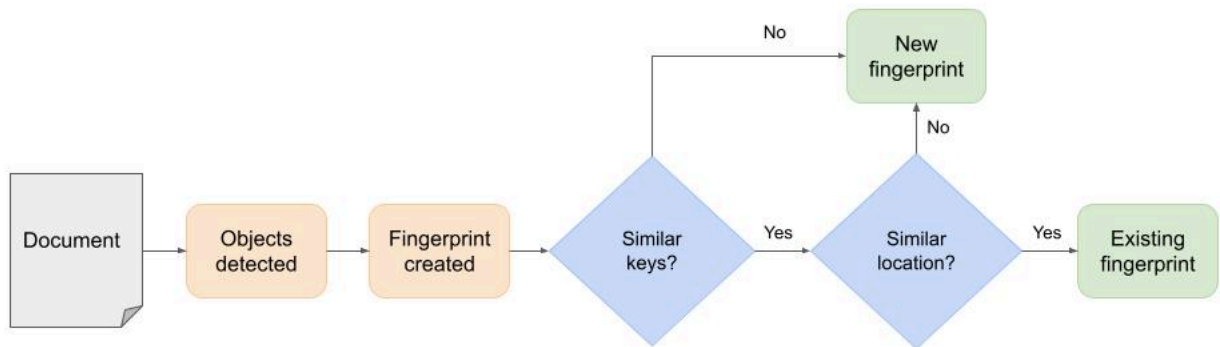 No
New
fingerprint
No
Document
Objects
detected
Fingerprint
created
Similar
keys?
Yes
Similar
location?
Yes
Existing
fingerprint